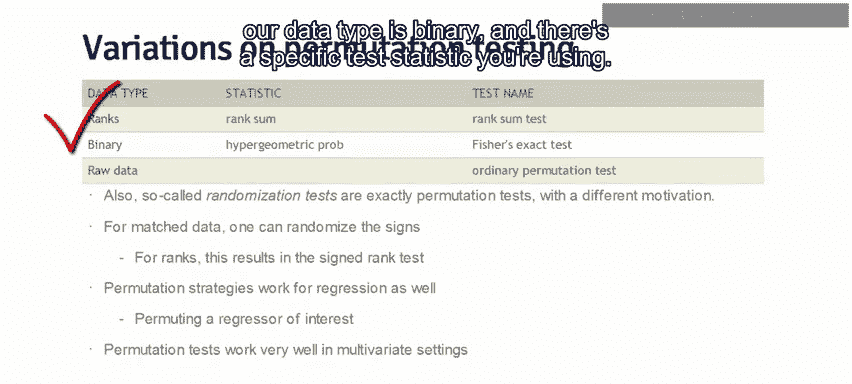 our data type is binary, and there's
a specific test statistic you're using.
Variations on permutation testing
DATA TYPE STATISTIC TEST NAME
Ranks rank sum rank sum test
Binary hypergeometric prob Fisher's exact test
Raw data ordinary permutation test
· Also, so-called randomization tests are exactly permutation tests, with a different motivation.
· For matched data, one can randomize the signs
- For ranks, this results in the signed rank test
· Permutation strategies work for regression as well
- Permuting a regressor of interest
· Permutation tests work very well in multivariate settings